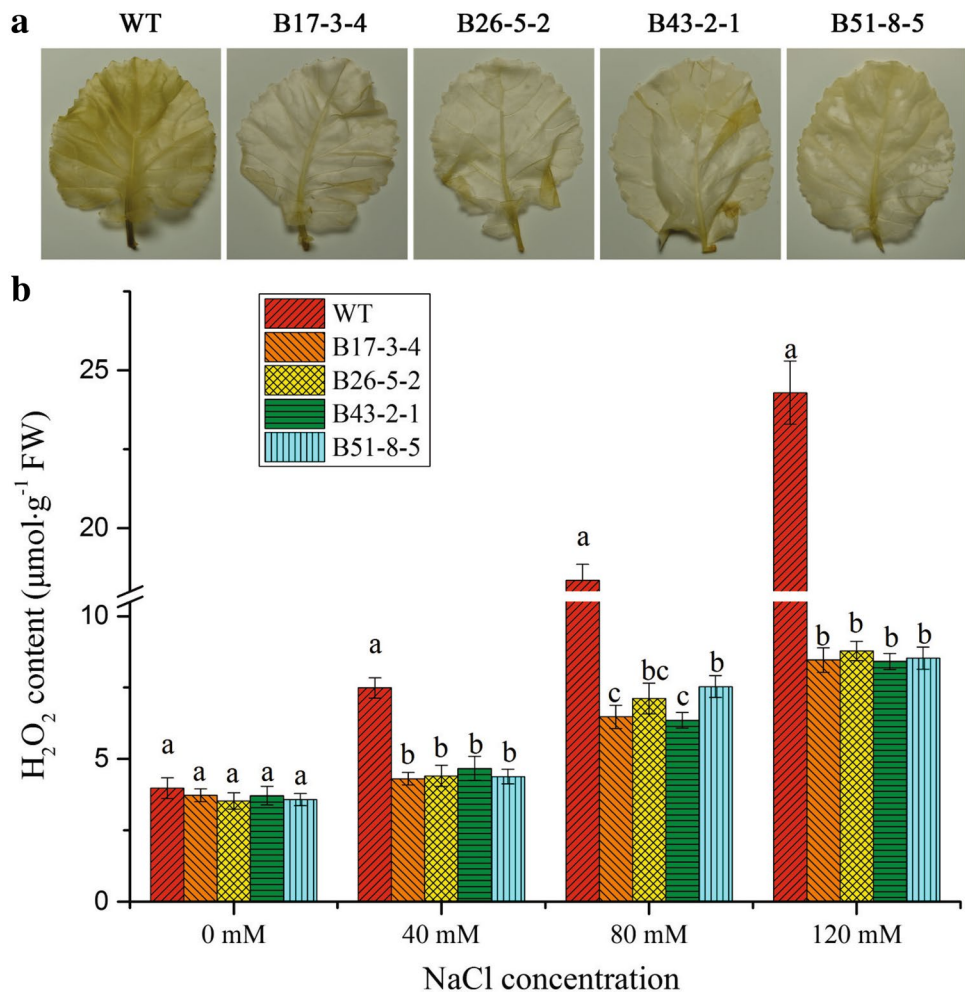 a WT B17-3-4 B26-5-2 B43-2-1 B51-8-5
b
WT
B17-3-4
B26-5-2
B43-2-1
B51-8-5
H₂O₂ content (μmol·g⁻¹ FW)
25
20
10
5
0
a a a a a
a b b b b
a c bc c b
a b b b b
0 mM 40 mM 80 mM 120 mM
NaCl concentration